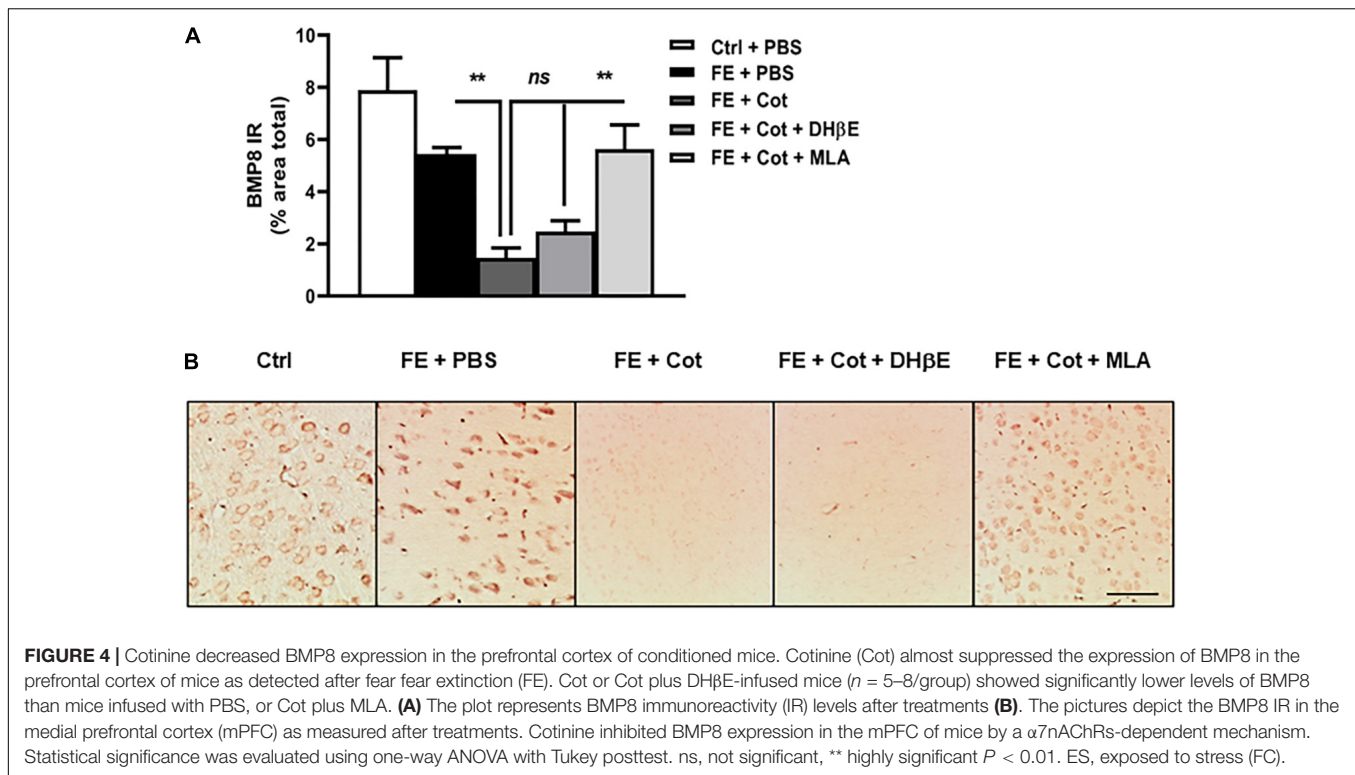 A
10
8
6
4
2
0
BMP8 IR
(% area total)
** ns **
Ctrl + PBS
FE + PBS
FE + Cot
FE + Cot + DHβE
FE + Cot + MLA
B
Ctrl FE + PBS FE + Cot FE + Cot + DHβE FE + Cot + MLA
FIGURE 4 | Cotinine decreased BMP8 expression in the prefrontal cortex of conditioned mice. Cotinine (Cot) almost suppressed the expression of BMP8 in the
prefrontal cortex of mice as detected after fear fear extinction (FE). Cot or Cot plus DHβE-infused mice (n = 5–8/group) showed significantly lower levels of BMP8
than mice infused with PBS, or Cot plus MLA. (A) The plot represents BMP8 immunoreactivity (IR) levels after treatments (B). The pictures depict the BMP8 IR in the
medial prefrontal cortex (mPFC) as measured after treatments. Cotinine inhibited BMP8 expression in the mPFC of mice by a α7nAChRs-dependent mechanism.
Statistical significance was evaluated using one-way ANOVA with Tukey posttest. ns, not significant, ** highly significant P < 0.01. ES, exposed to stress (FC).